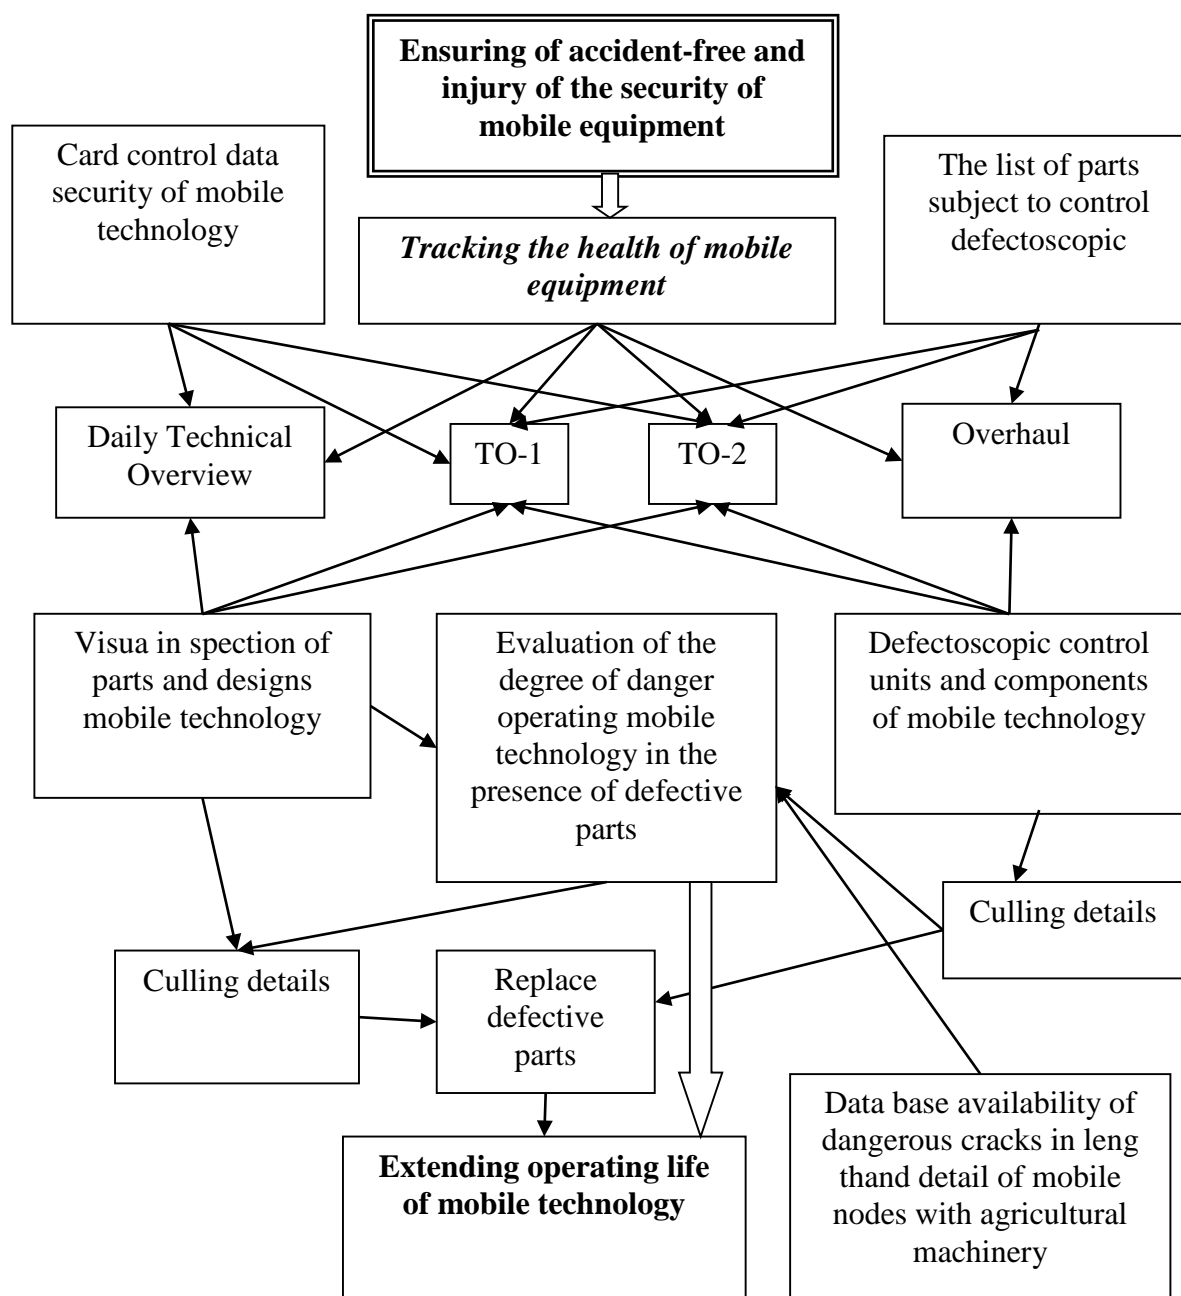 Ensuring of accident-free and
injury of the security of
mobile equipment
Card control data
security of mobile
technology
The list of parts
subject to control
defectoscopic
Tracking the health of mobile
equipment
Daily Technical
Overview
TO-1
TO-2
Overhaul
Visua in spection of
parts and designs
mobile technology
Evaluation of the
degree of danger
operating mobile
technology in the
presence of defective
parts
Defectoscopic control
units and components
of mobile technology
Culling details
Culling details
Replace
defective
parts
Data base availability of
dangerous cracks in leng
thand detail of mobile
nodes with agricultural
machinery
Extending operating life
of mobile technology